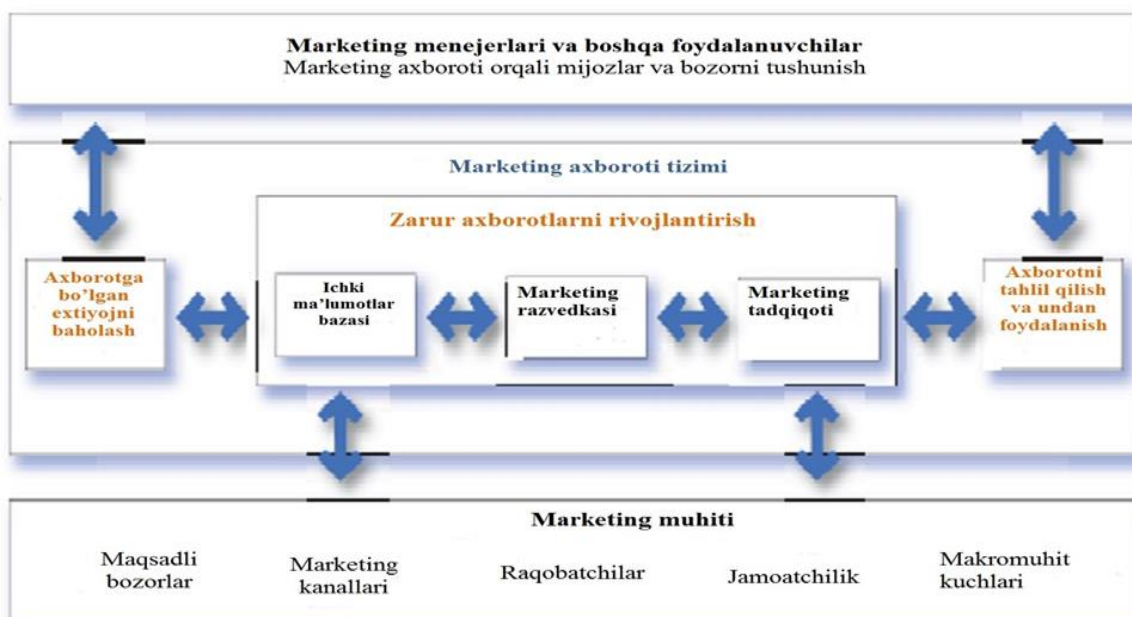 Marketing menejerlari va boshqa foydalanuvchilar
Marketing axboroti orqali mijozlar va bozorni tushunish
Marketing axboroti tizimi
Zarur axborotlarni rivojlantirish
Axborotga
bo’lgan
extiyojni
baholash
Ichki
ma’lumotlar
bazasi
Marketing
razvedkasi
Marketing
tadqiqoti
Axborotni
tahlil qilish
va undan
foydalanish
Marketing muhiti
Maqsadli
bozorlar
Marketing
kanallari
Raqobatchilar
Jamoatchilik
Makromuhit
kuchlari